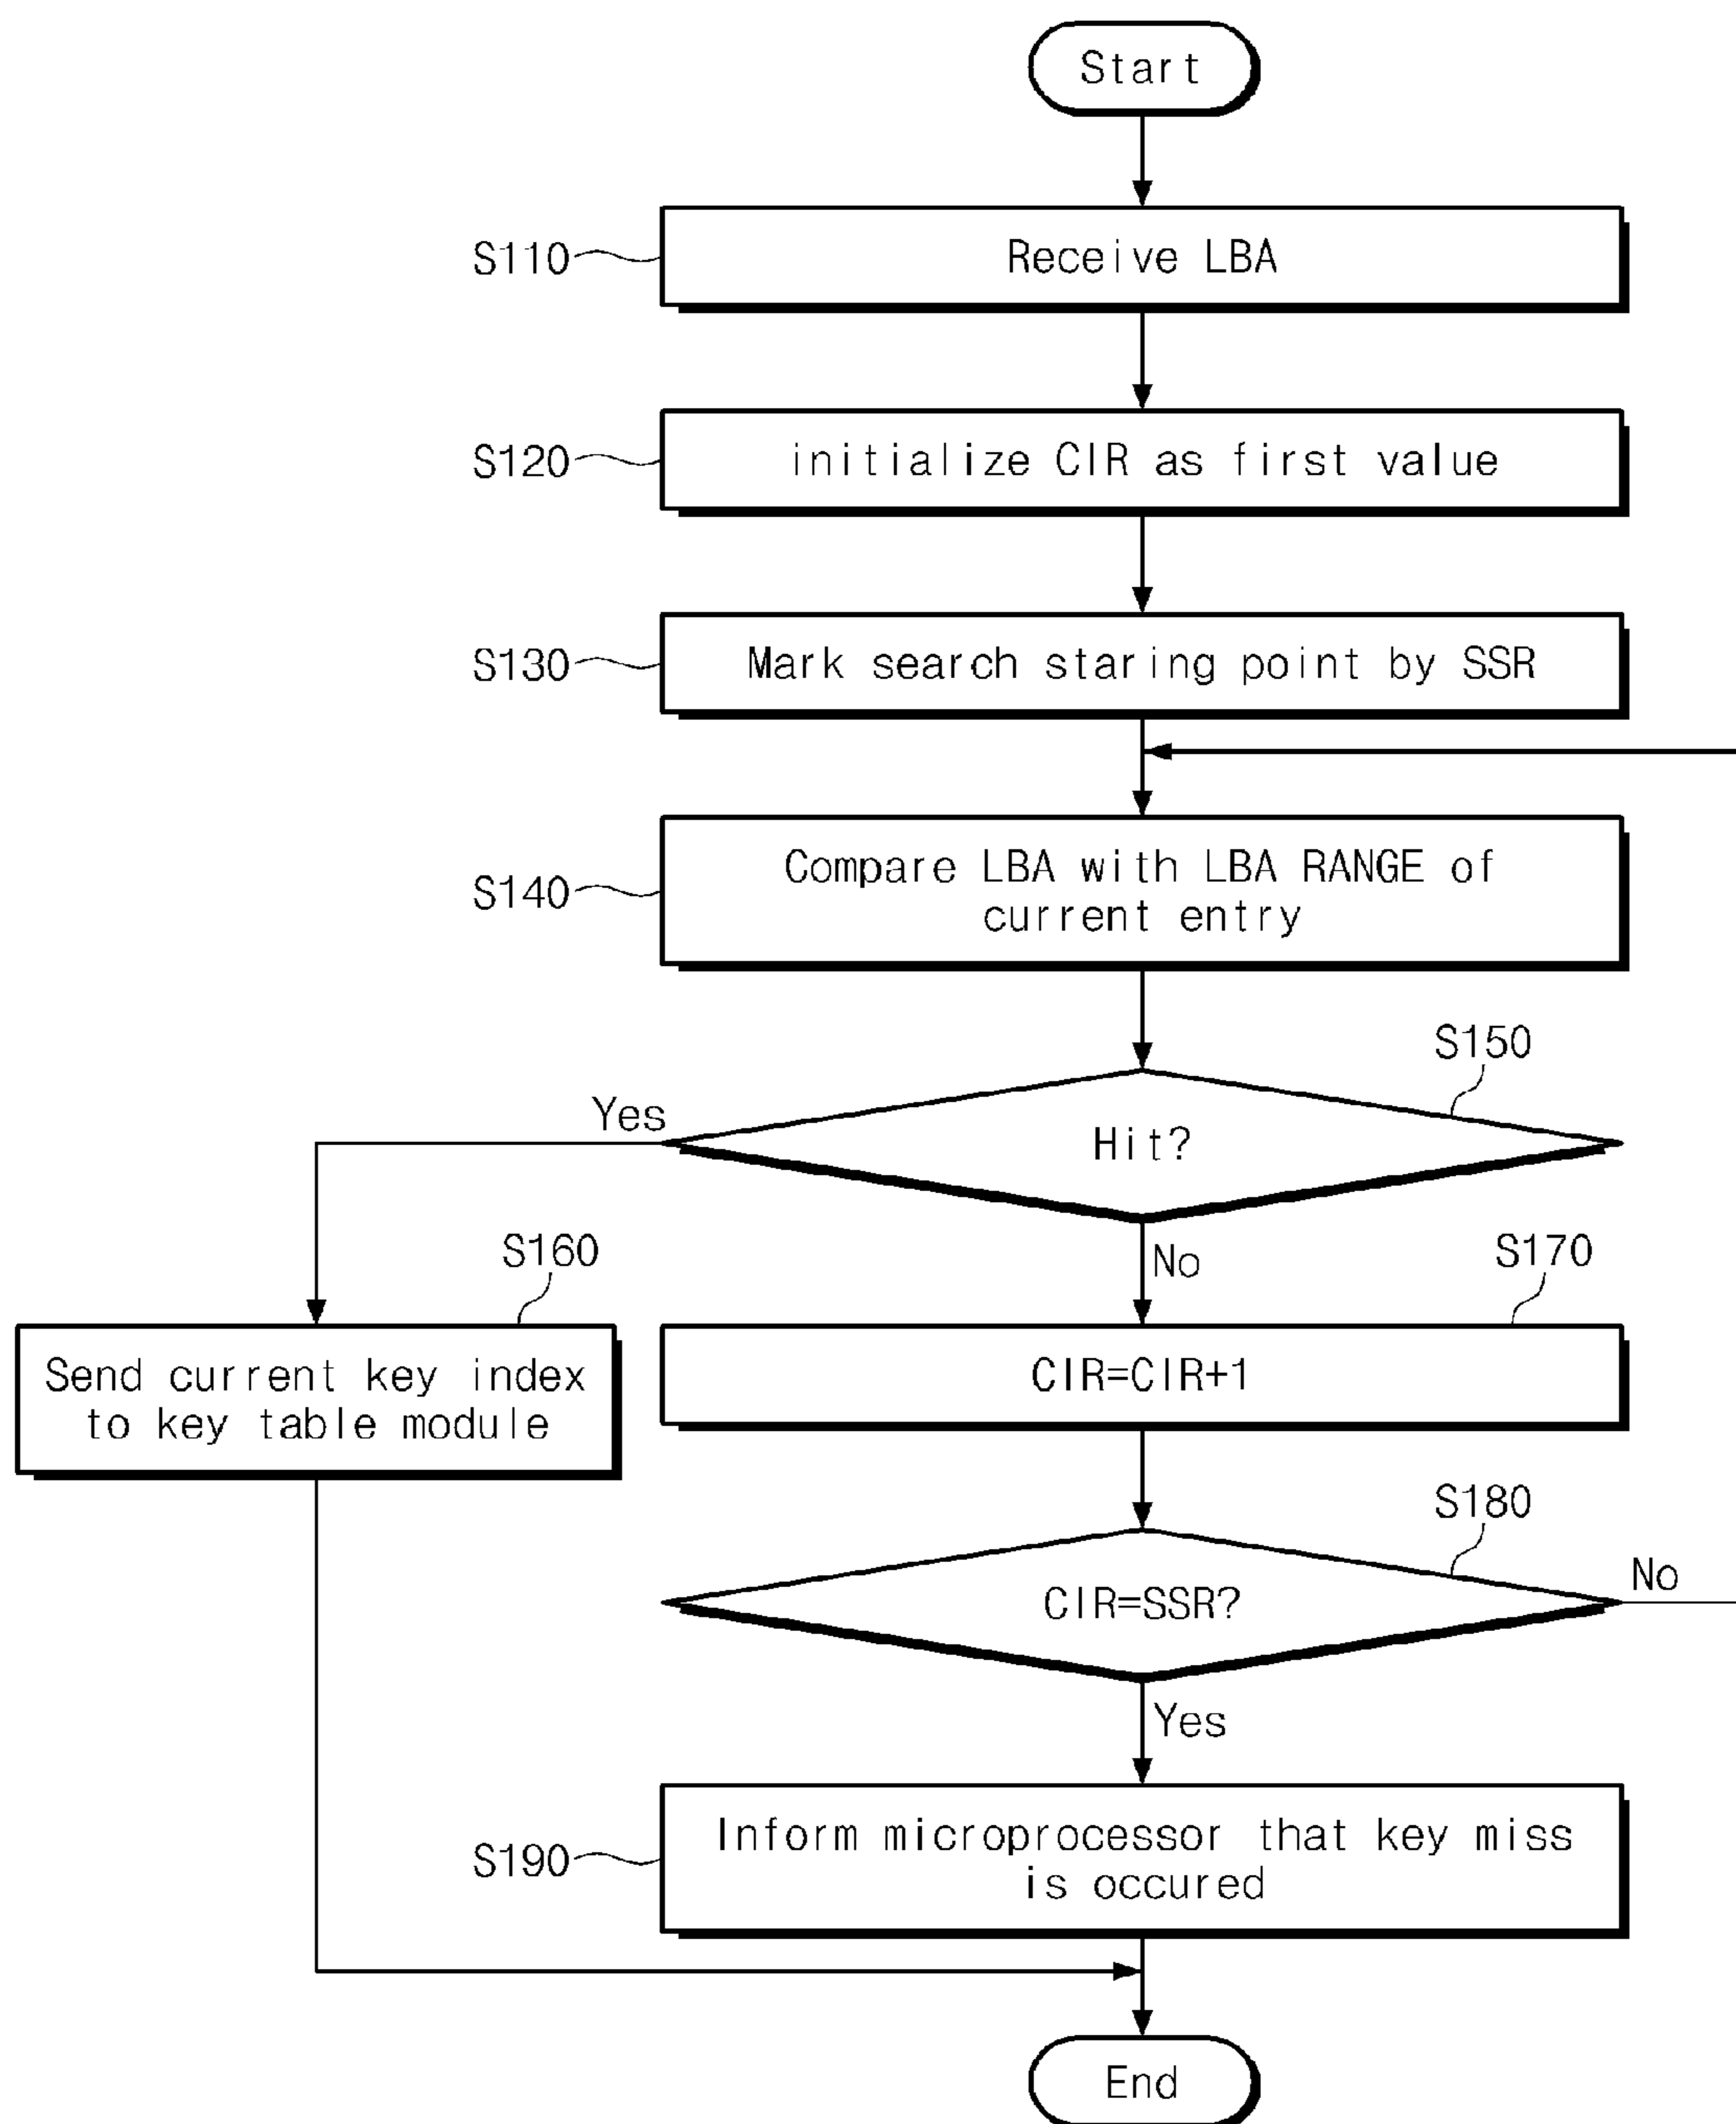 Start
S110
Receive LBA
S120
initialize CIR as first value
S130
Mark search staring point by SSR
S140
Compare LBA with LBA RANGE of
current entry
S150
Yes
Hit?
No
S160
Send current key index
to key table module
S170
CIR=CIR+1
S180
CIR=SSR?
No
Yes
S190
Inform microprocessor that key miss
is occured
End